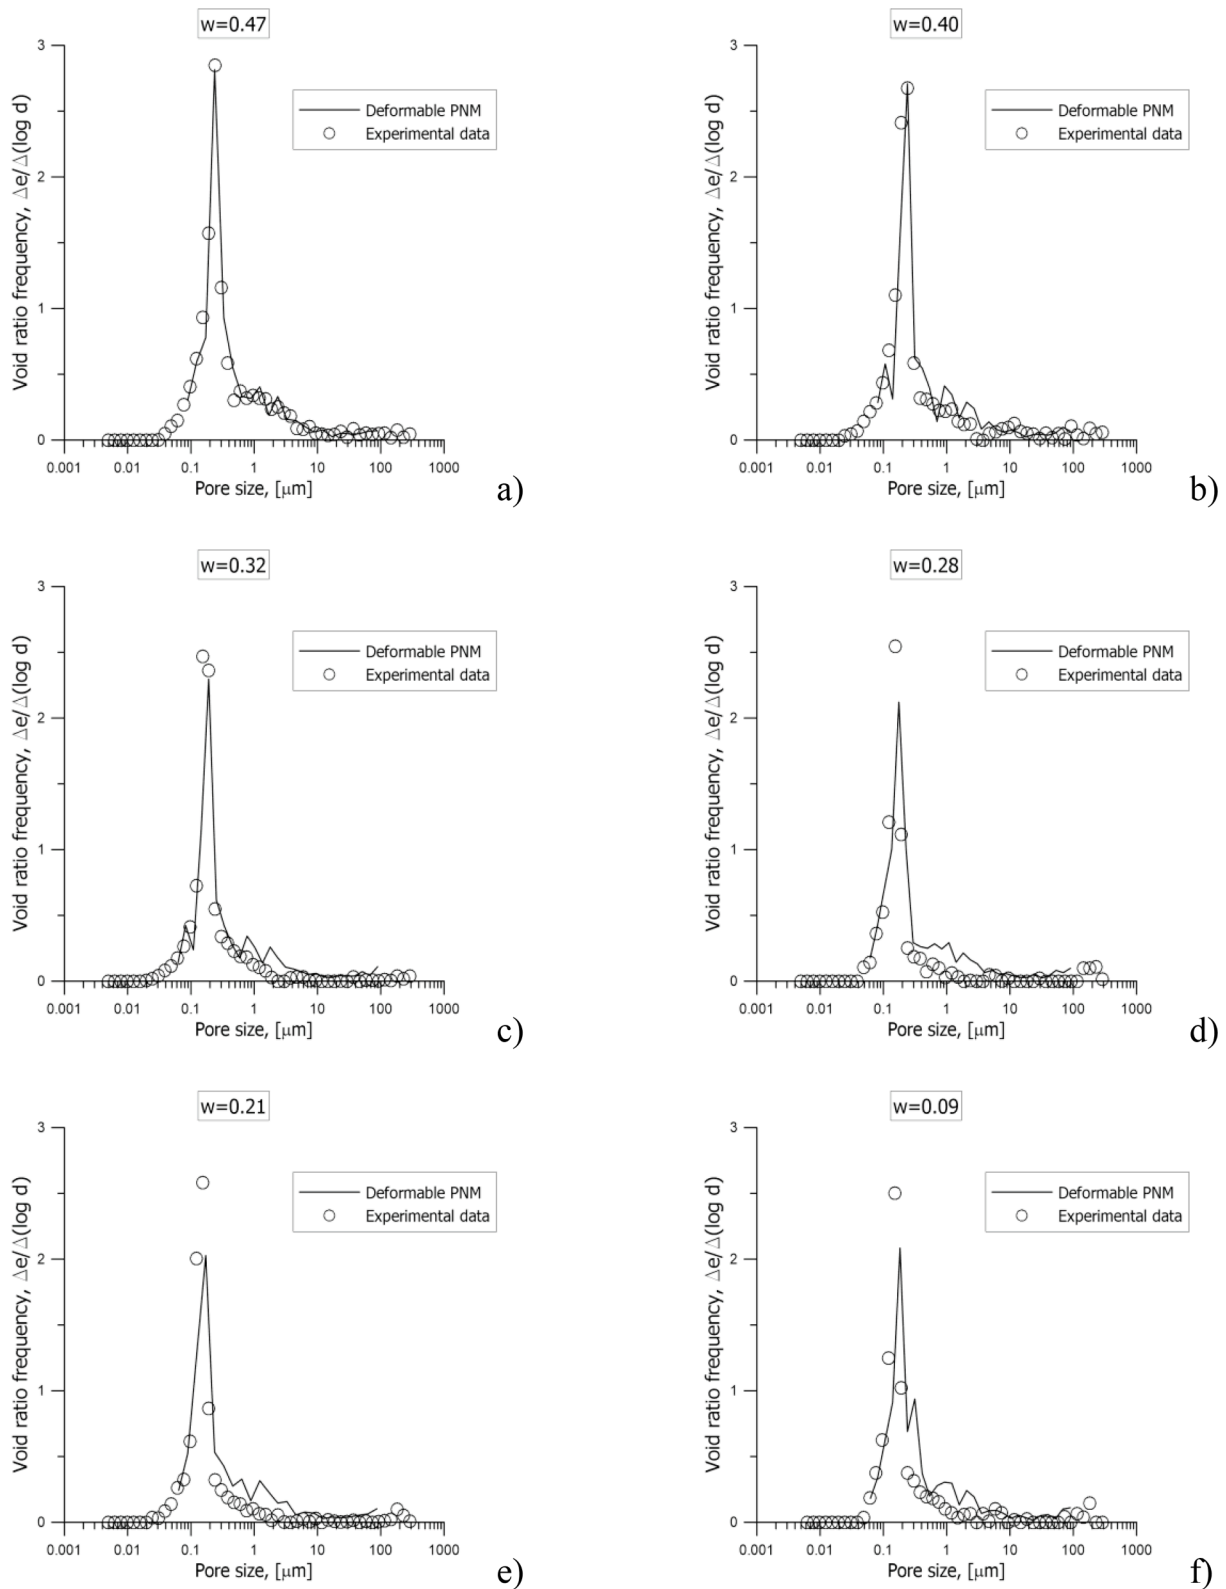 w=0.47
3
2
1
0
Void ratio frequency, Δe/Δ(log d)
Deformable PNM
Experimental data
0.001 0.01 0.1 1 10 100 1000
Pore size, [μm]
a)
w=0.40
3
2
1
0
Void ratio frequency, Δe/Δ(log d)
Deformable PNM
Experimental data
0.001 0.01 0.1 1 10 100 1000
Pore size, [μm]
b)
w=0.32
3
2
1
0
Void ratio frequency, Δe/Δ(log d)
Deformable PNM
Experimental data
0.001 0.01 0.1 1 10 100 1000
Pore size, [μm]
c)
w=0.28
3
2
1
0
Void ratio frequency, Δe/Δ(log d)
Deformable PNM
Experimental data
0.001 0.01 0.1 1 10 100 1000
Pore size, [μm]
d)
w=0.21
3
2
1
0
Void ratio frequency, Δe/Δ(log d)
Deformable PNM
Experimental data
0.001 0.01 0.1 1 10 100 1000
Pore size, [μm]
e)
w=0.09
3
2
1
0
Void ratio frequency, Δe/Δ(log d)
Deformable PNM
Experimental data
0.001 0.01 0.1 1 10 100 1000
Pore size, [μm]
f)